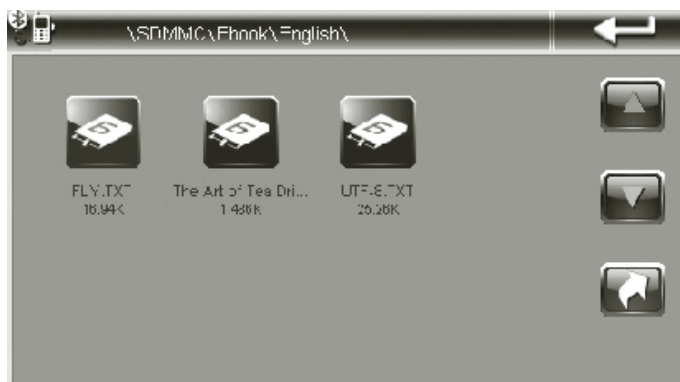 \SDMMC\Ebook\English\
FLY.TXT
The Art of Tea Dri...
UTF-8.TXT
16.94K
1.486K
25.26K